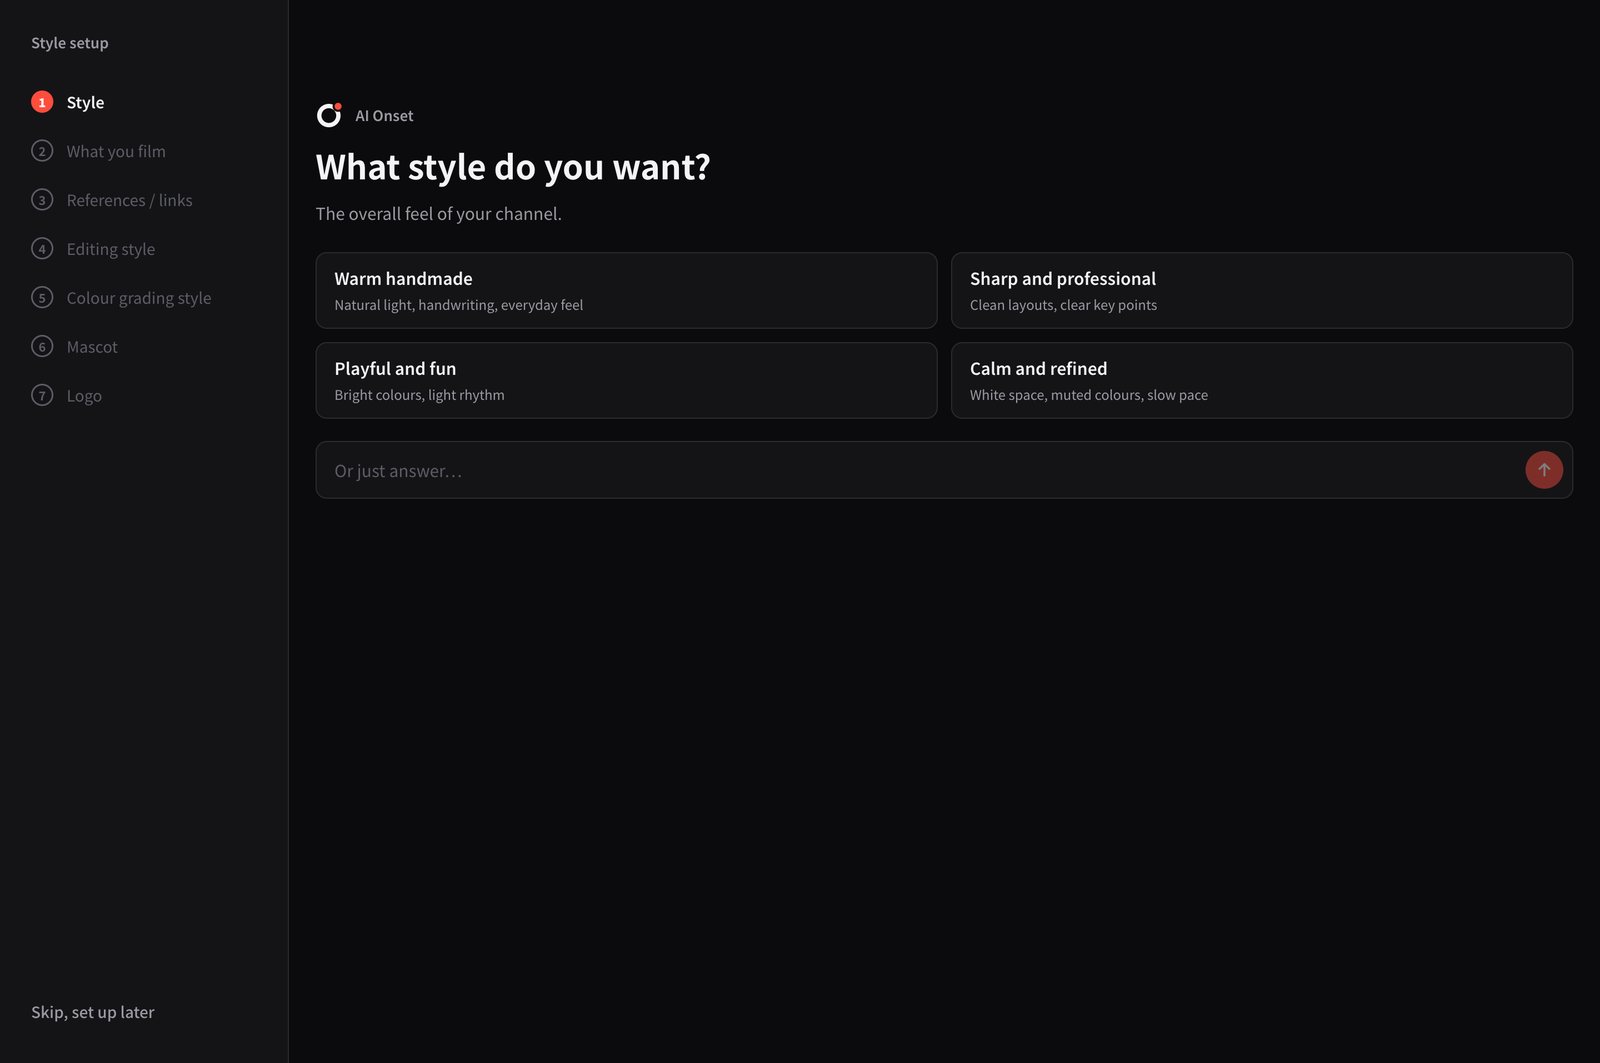 Style setup
1 Style
2 What you film
3 References / links
4 Editing style
5 Colour grading style
6 Mascot
7 Logo
Skip, set up later
AI Onset
What style do you want?
The overall feel of your channel.
Warm handmade
Natural light, handwriting, everyday feel
Sharp and professional
Clean layouts, clear key points
Playful and fun
Bright colours, light rhythm
Calm and refined
White space, muted colours, slow pace
Or just answer…